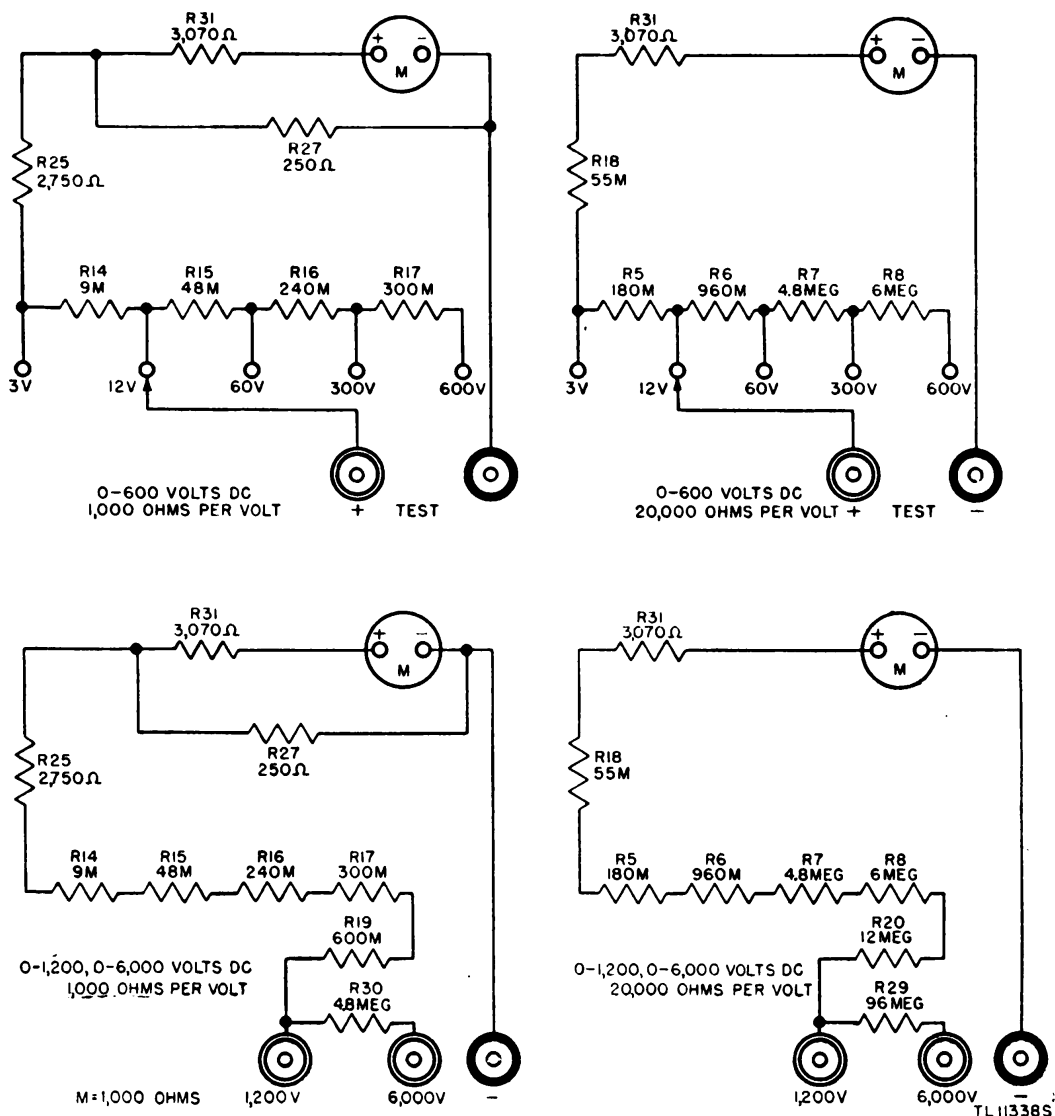 R31
3,070Ω
+ -
M
R27
250Ω
R25
2,750Ω
R14
9M
R15
48M
R16
240M
R17
300M
3V
12V
60V
300V
600V
0-600 VOLTS DC
1,000 OHMS PER VOLT
+ TEST
R31
3,070Ω
+ -
M
R18
55M
R5
180M
R6
960M
R7
4.8MEG
R8
6MEG
3V
12V
60V
300V
600V
0-600 VOLTS DC
20,000 OHMS PER VOLT
+ TEST -
R31
3,070Ω
+ -
M
R27
250Ω
R25
2,750Ω
R14
9M
R15
48M
R16
240M
R17
300M
R19
600M
0-1,200, 0-6,000 VOLTS DC
1,000 OHMS PER VOLT
R30
4.8MEG
M=1,000 OHMS
1,200V
6,000V
-
R31
3,070Ω
+ -
M
R18
55M
R5
180M
R6
960M
R7
4.8MEG
R8
6MEG
R20
12MEG
0-1,200, 0-6,000 VOLTS DC
20,000 OHMS PER VOLT
R29
96MEG
1,200V
6,000V
-
TL11338S